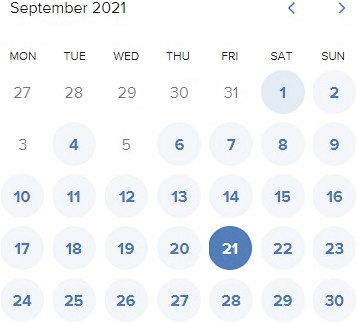 September 2021 < >
MON TUE WED THU FRI SAT SUN
27 28 29 30 31 1 2
3 4 5 6 7 8 9
10 11 12 13 14 15 16
17 18 19 20 21 22 23
24 25 26 27 28 29 30